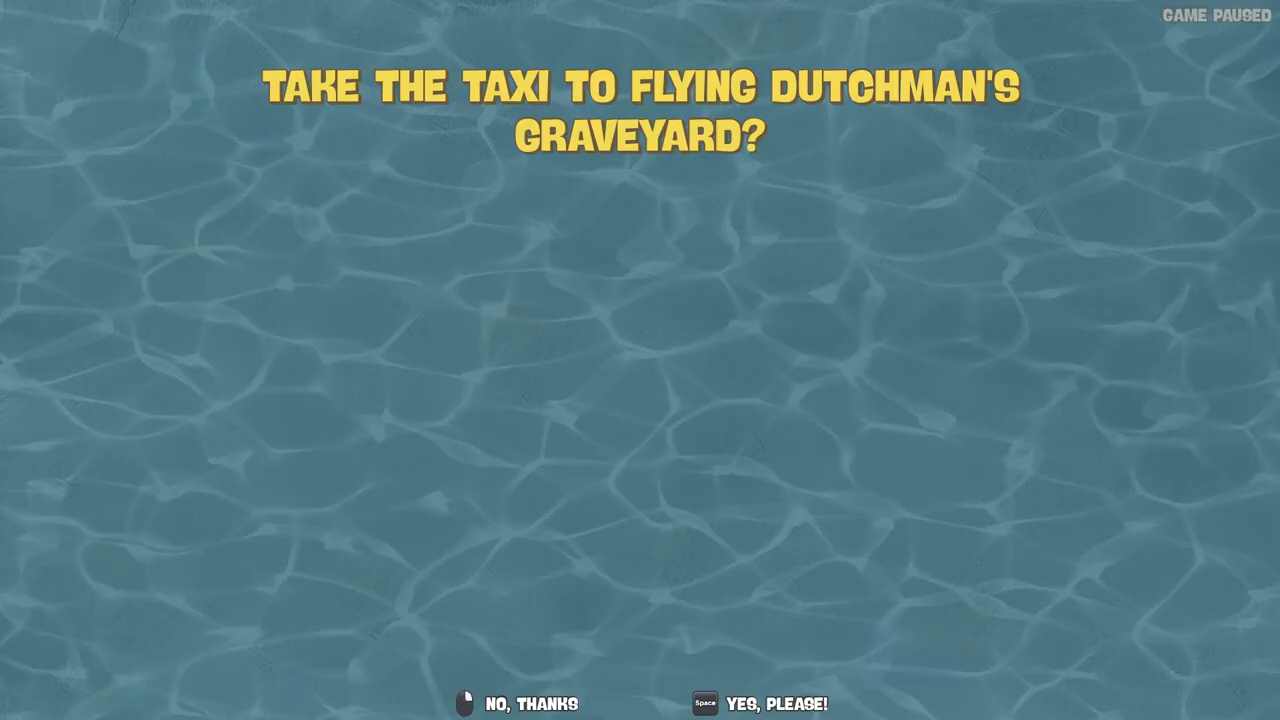 GAME PAUSED
TAKE THE TAXI TO FLYING DUTCHMAN'S
GRAVEYARD?
NO, THANKS
Space YES, PLEASE!